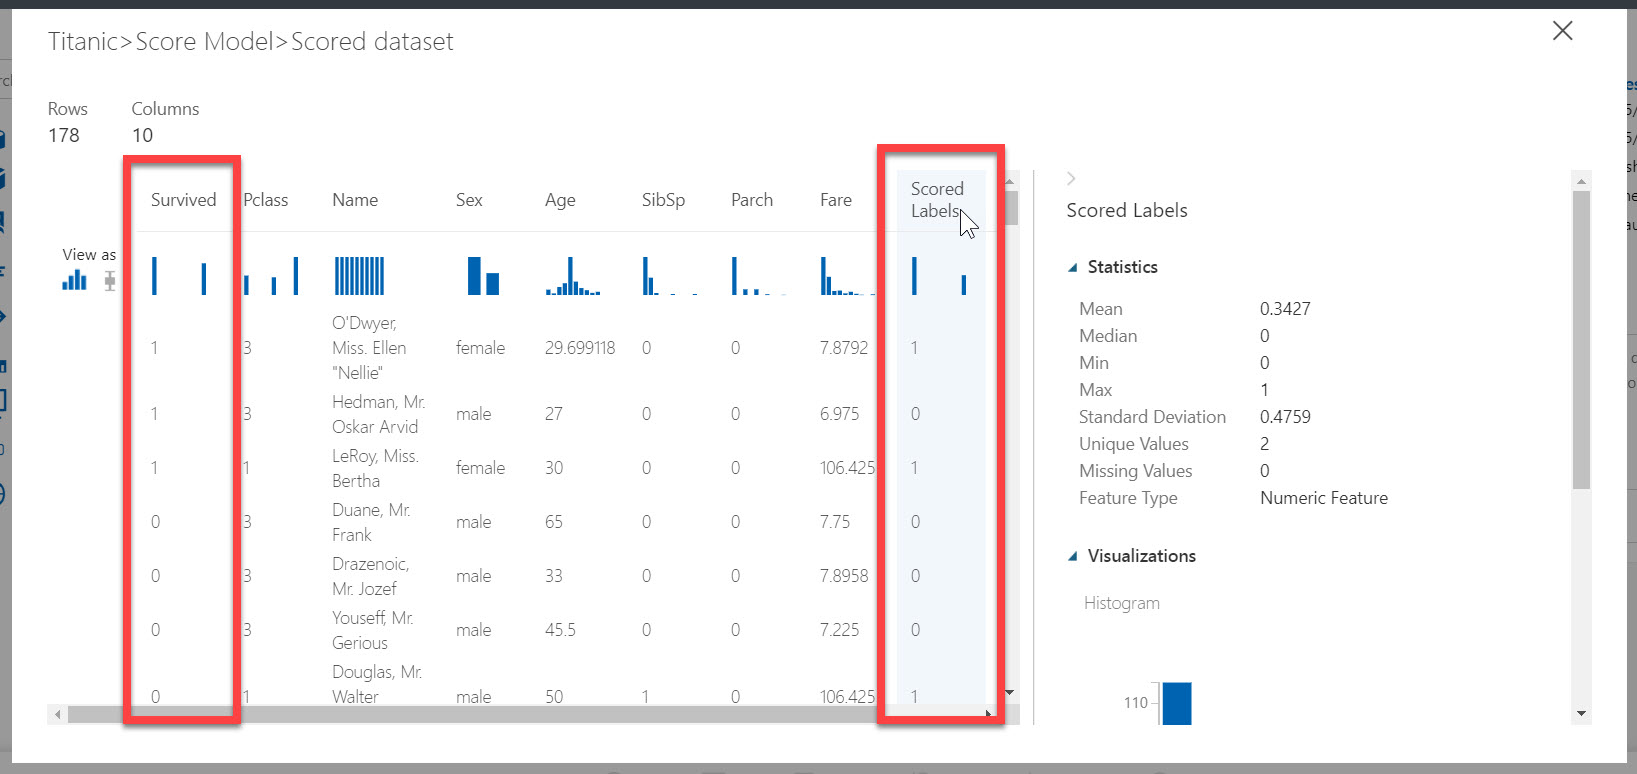 Titanic>Score Model>Scored dataset
Rows Columns
178 10
Survived Pclass Name Sex Age SibSp Parch Fare Scored Labels
View as
1 3 O'Dwyer, Miss. Ellen "Nellie" female 29.699118 0 0 7.8792 1
1 3 Hedman, Mr. Oskar Arvid male 27 0 0 6.975 0
1 1 LeRoy, Miss. Bertha female 30 0 0 106.425 1
0 3 Duane, Mr. Frank male 65 0 0 7.75 0
0 3 Drazenoic, Mr. Jozef male 33 0 0 7.8958 0
0 3 Youseff, Mr. Gerious male 45.5 0 0 7.225 0
0 1 Douglas, Mr. Walter male 50 1 0 106.425 1
Scored Labels
Statistics
Mean 0.3427
Median 0
Min 0
Max 1
Standard Deviation 0.4759
Unique Values 2
Missing Values 0
Feature Type Numeric Feature
Visualizations
Histogram
110